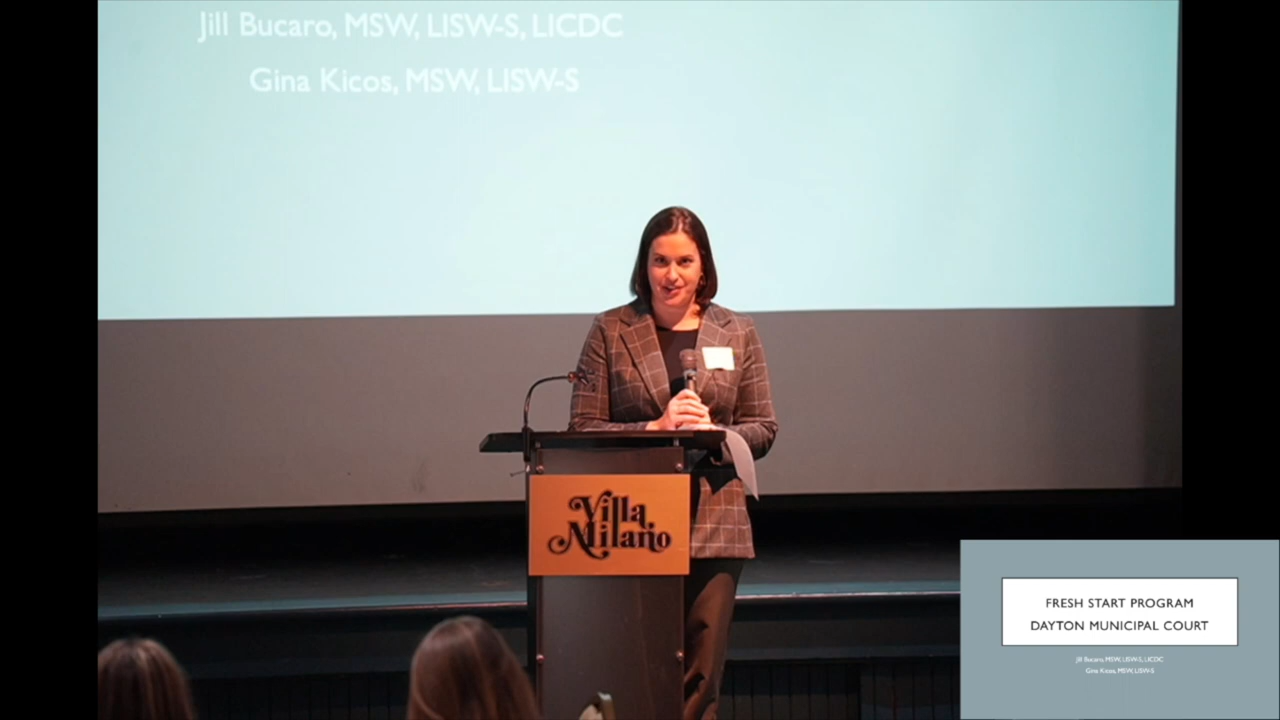 Jill Bucaro, MSW, LISW-S, LICDC
Gina Kicos, MSW, LISW-S
Villa
Milano
FRESH START PROGRAM
DAYTON MUNICIPAL COURT
Jill Bucaro, MSW, LISW-S, LICDC
Gina Kicos, MSW, LISW-S